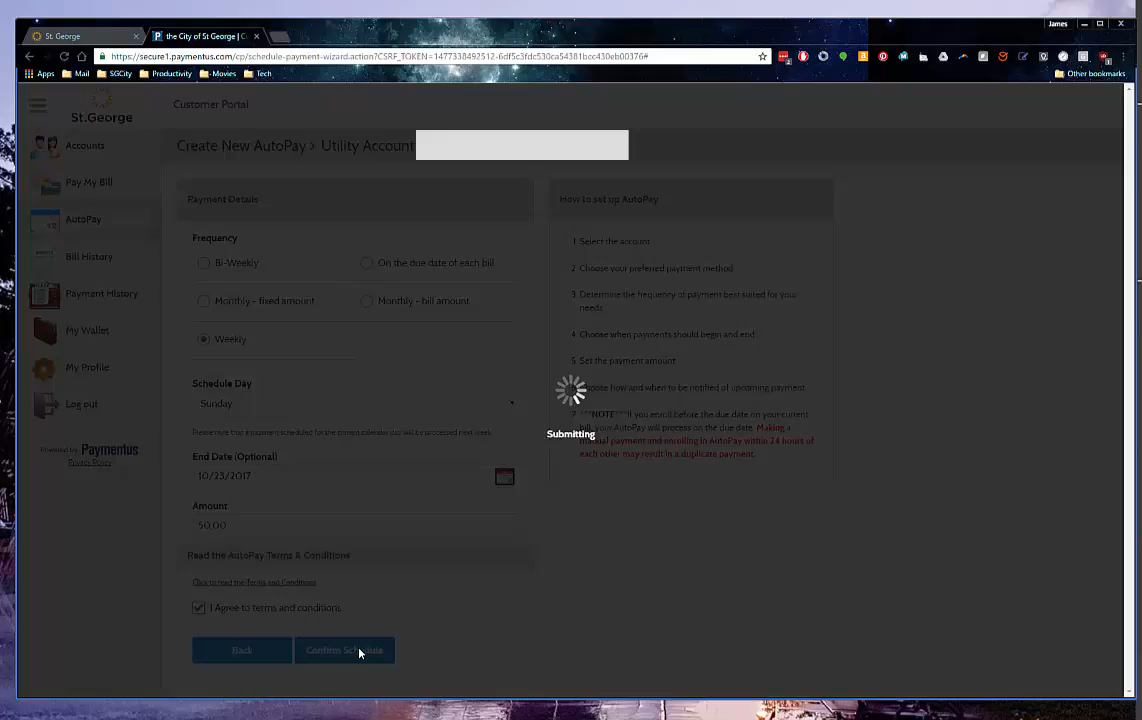 James
St. George
the City of St George | C
https://secure1.paymentus.com/cp/schedule-payment-wizard.action?CSRF_TOKEN=1477338492512-6df5c3fdc530ca54381bcc430eb00376#
Apps Mail SGCity Productivity Movies Tech Other bookmarks
St.George
Customer Portal
Accounts
Pay My Bill
AutoPay
Bill History
Payment History
My Wallet
My Profile
Log out
Powered by Paymentus
Privacy Policy
Create New AutoPay > Utility Account
Payment Details
Frequency
Bi-Weekly
On the due date of each bill
Monthly - fixed amount
Monthly - bill amount
Weekly
Schedule Day
Sunday
Please note that a payment scheduled for the current calendar day will be processed next week.
End Date (Optional)
10/23/2017
Amount
50.00
Read the AutoPay Terms & Conditions
Click to read the Terms and Conditions
I Agree to terms and conditions
Back
Confirm Schedule
How to set up AutoPay
1 Select the account
2 Choose your preferred payment method
3 Determine the frequency of payment best suited for your
needs
4 Choose when payments should begin and end
5 Set the payment amount
how and when to be notified of upcoming payment
7 ***NOTE***If you enroll before the due date on your current
bill, your AutoPay will process on the due date. Making a
manual payment and enrolling in AutoPay within 24 hours of
each other may result in a duplicate payment.
Submitting